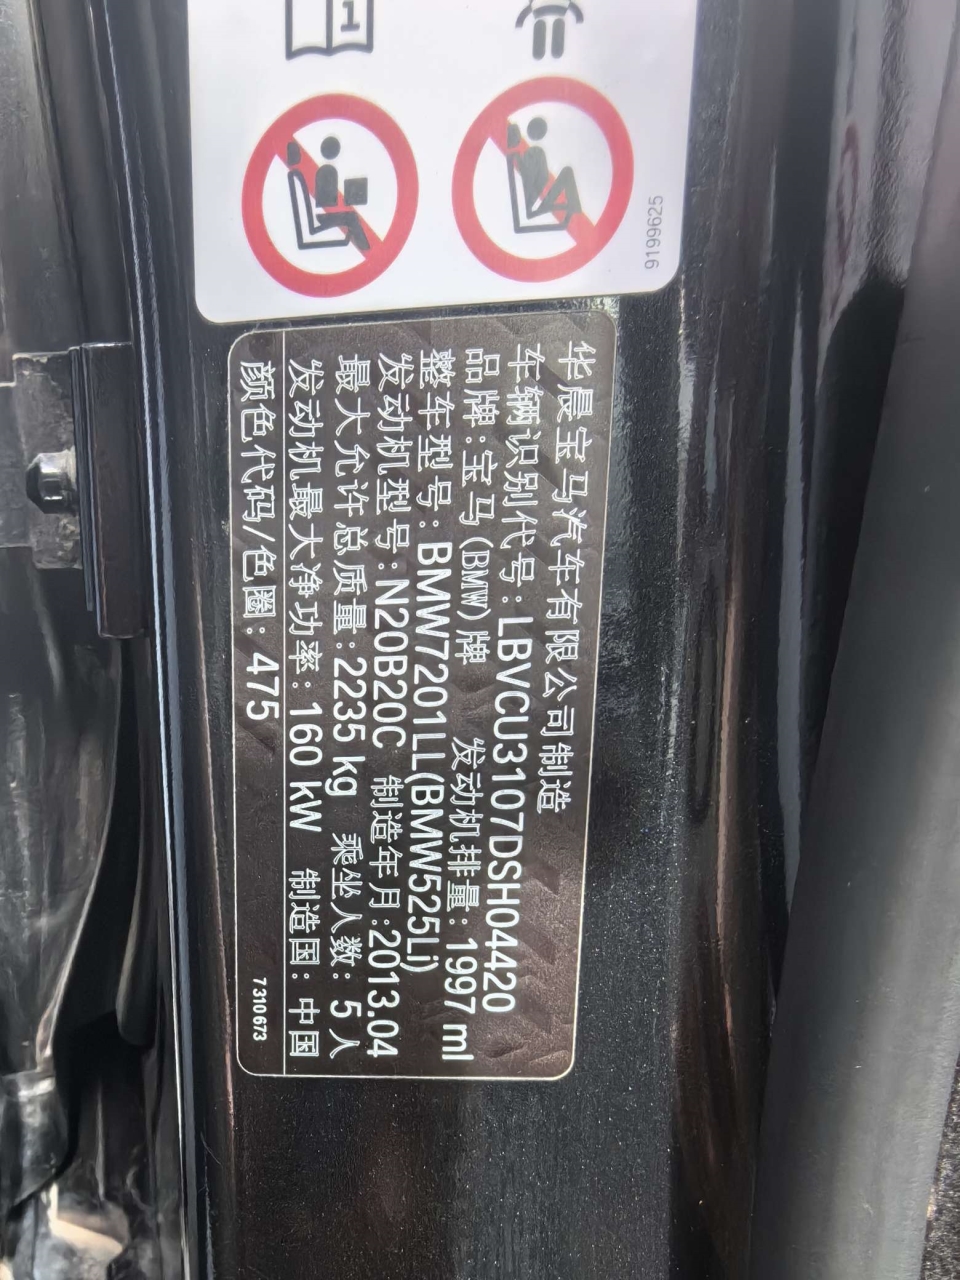 9199625
华晨宝马汽车有限公司制造
车辆识别代号:LBVCU3107DSH04420
品牌:宝马(BMW)牌 发动机排量:1997 ml
整车型号:BMW7201LL(BMW525Li)
发动机型号:N20B20C 制造年月:2013.04
最大允许总质量:2235 kg 乘坐人数:5人
发动机最大净功率:160 kW 制造国:中国
颜色代码/色圈:475
7310673